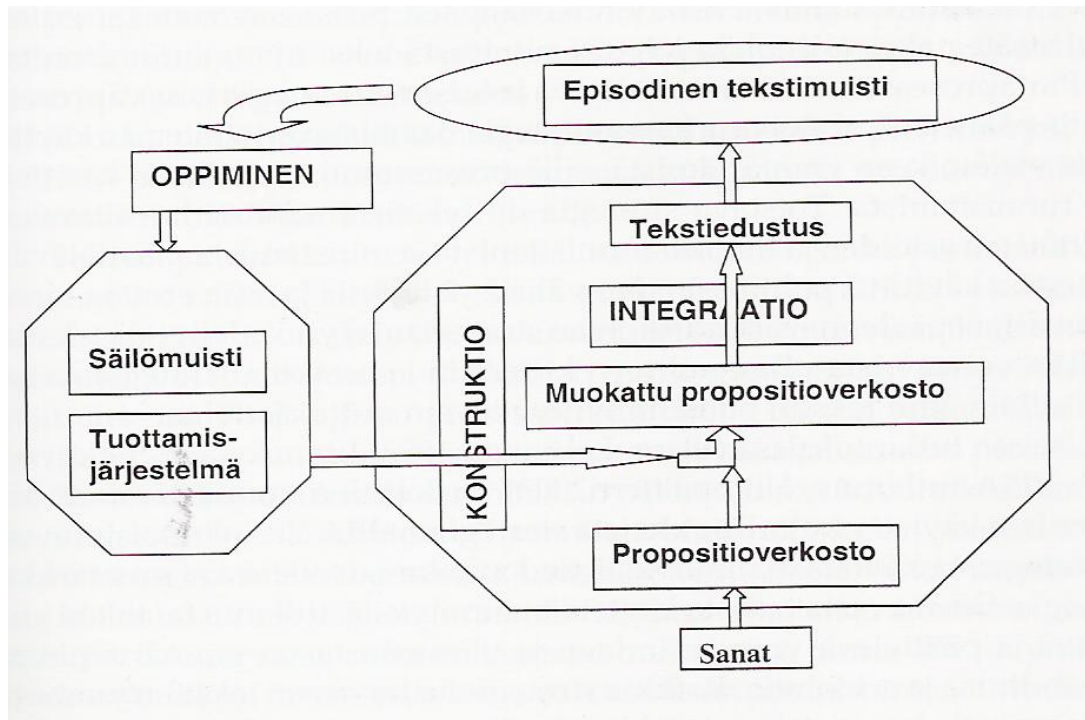 Episodinen tekstimuisti
OPPIMINEN
Tekstiedustus
INTEGRAATIO
Säilömuisti
Muokattu propositioverkosto
Tuottamis-
järjestelmä
KONSTRUKTIO
Propositioverkosto
Sanat